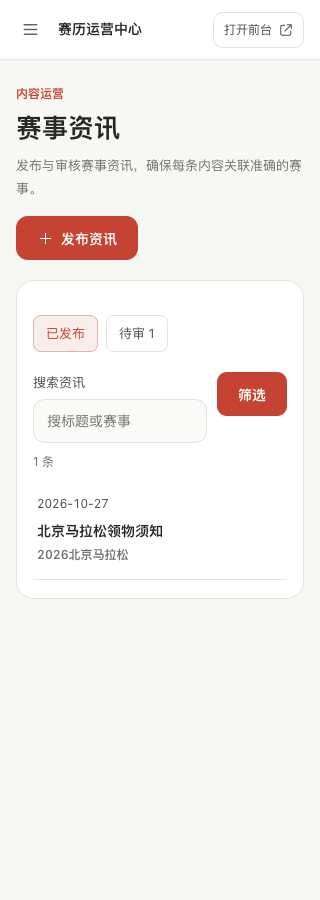 赛历运营中心
打开前台
内容运营
赛事资讯
发布与审核赛事资讯，确保每条内容关联准确的赛
事。
发布资讯
已发布
待审 1
搜索资讯
搜标题或赛事
筛选
1 条
2026-10-27
北京马拉松领物须知
2026北京马拉松